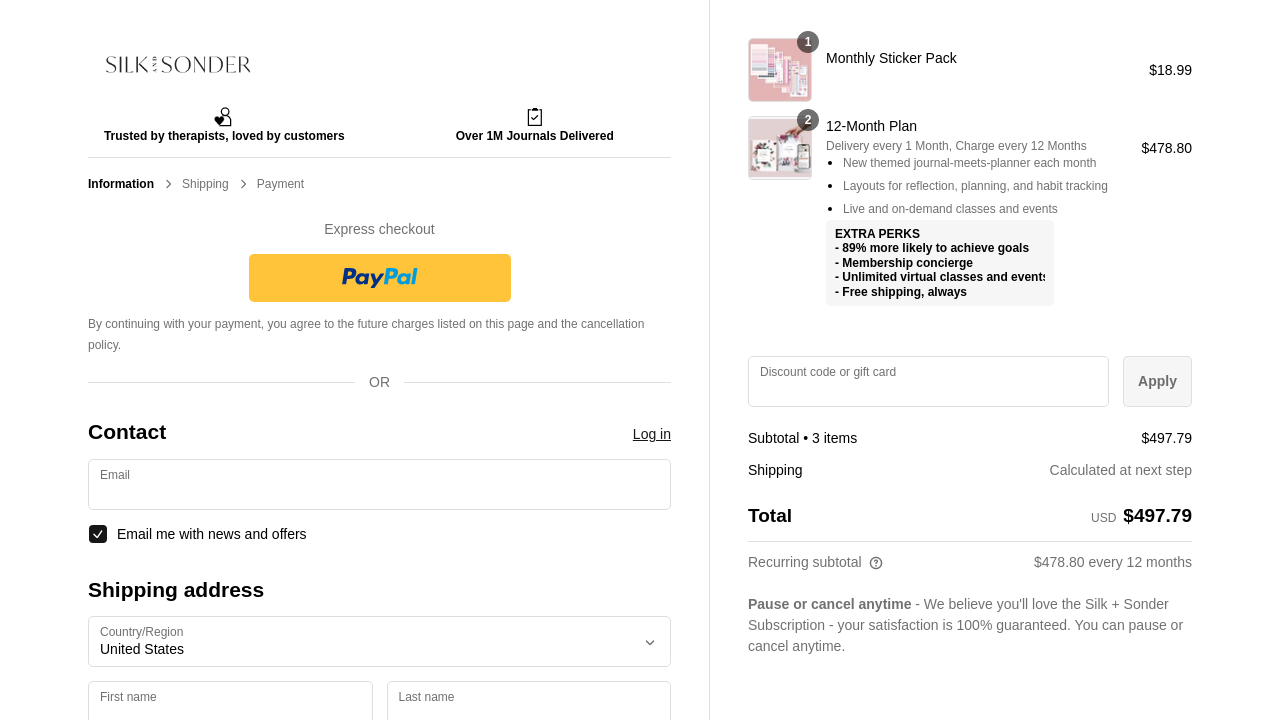 SILK AND SONDER
Trusted by therapists, loved by customers
Over 1M Journals Delivered
Information
Shipping
Payment
Express checkout
PayPal
By continuing with your payment, you agree to the future charges listed on this page and the cancellation
policy.
OR
Contact
Log in
Email
Email me with news and offers
Shipping address
Country/Region
United States
First name
Last name
1
Monthly Sticker Pack
$18.99
2
12-Month Plan
Delivery every 1 Month, Charge every 12 Months
$478.80
• New themed journal-meets-planner each month
• Layouts for reflection, planning, and habit tracking
• Live and on-demand classes and events
EXTRA PERKS
- 89% more likely to achieve goals
- Membership concierge
- Unlimited virtual classes and events
- Free shipping, always
Discount code or gift card
Apply
Subtotal • 3 items
$497.79
Shipping
Calculated at next step
Total
USD $497.79
Recurring subtotal
$478.80 every 12 months
Pause or cancel anytime - We believe you'll love the Silk + Sonder
Subscription - your satisfaction is 100% guaranteed. You can pause or
cancel anytime.